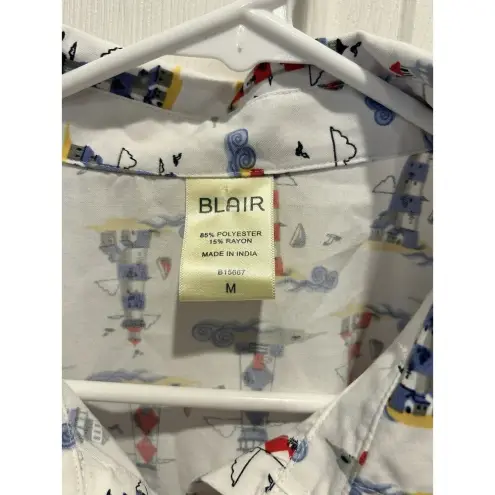 BLAIR
85% POLYESTER
15% RAYON
MADE IN INDIA
B15667
M